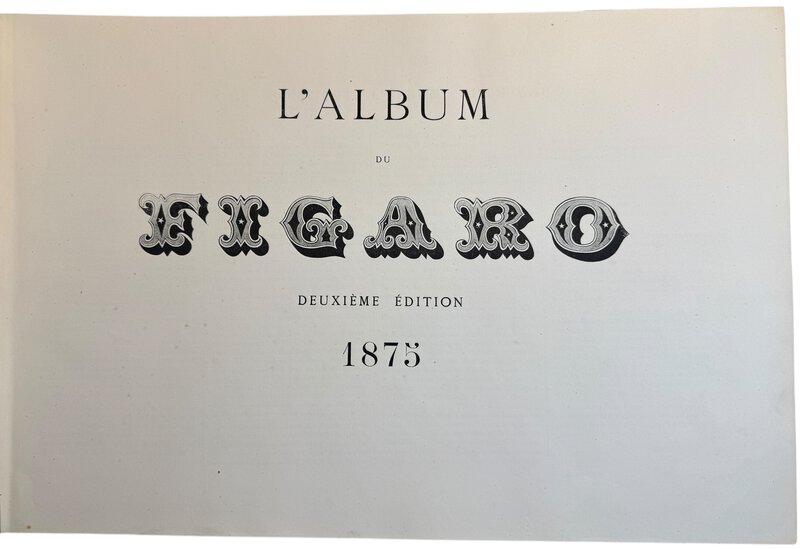 L'ALBUM
DU
FIGARO
DEUXIÈME ÉDITION
1875